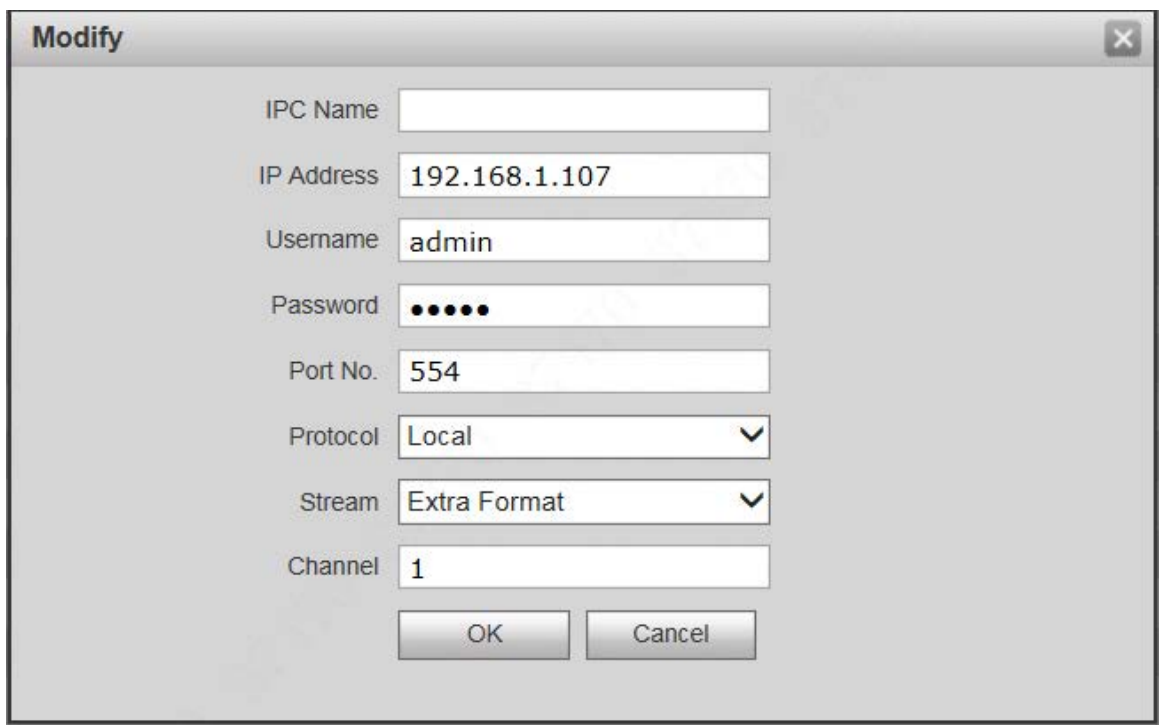 Modify
IPC Name
IP Address 192.168.1.107
Username admin
Password •••••
Port No. 554
Protocol Local
Stream Extra Format
Channel 1
OK Cancel